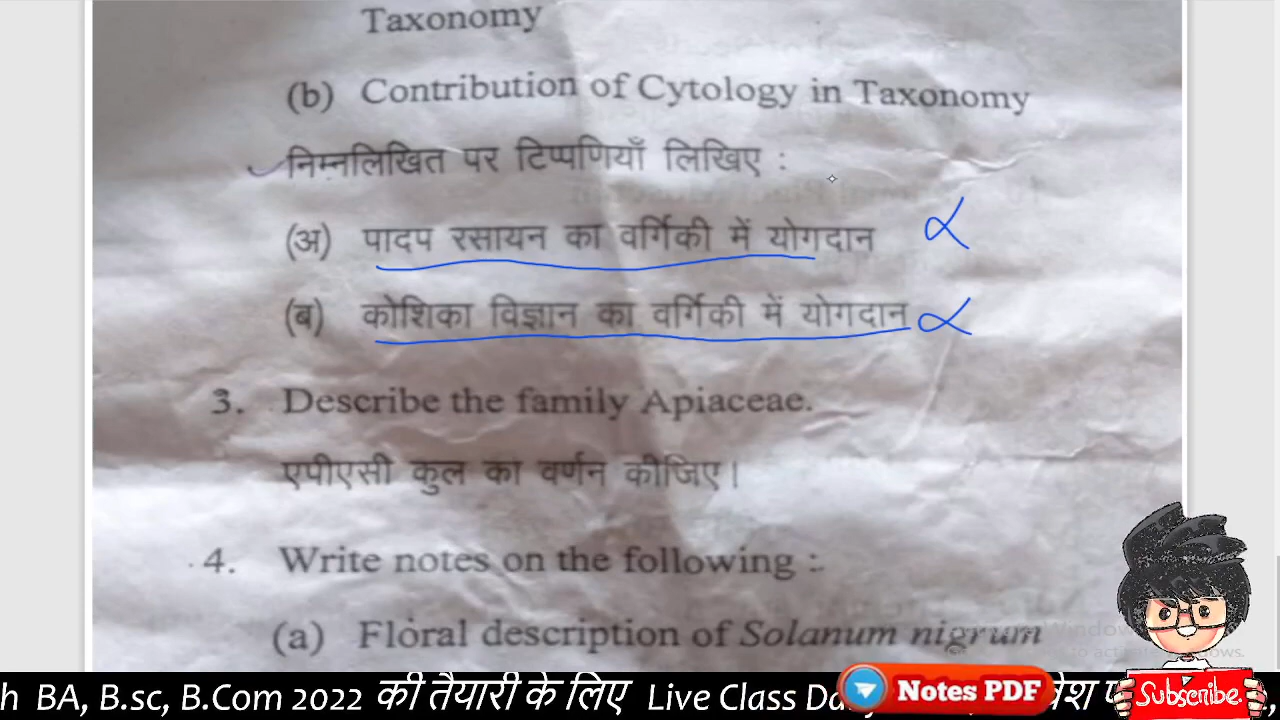 Taxonomy
(b) Contribution of Cytology in Taxonomy
निम्नलिखित पर टिप्पणियाँ लिखिए :
(अ) पादप रसायन का वर्गिकी में योगदान
(ब) कोशिका विज्ञान का वर्गिकी में योगदान
3. Describe the family Apiaceae.
एपीएसी कुल का वर्णन कीजिए।
4. Write notes on the following :
(a) Floral description of Solanum nigrum
h BA, B.sc, B.Com 2022 की तैयारी के लिए Live Class
Notes PDF
Subscribe.